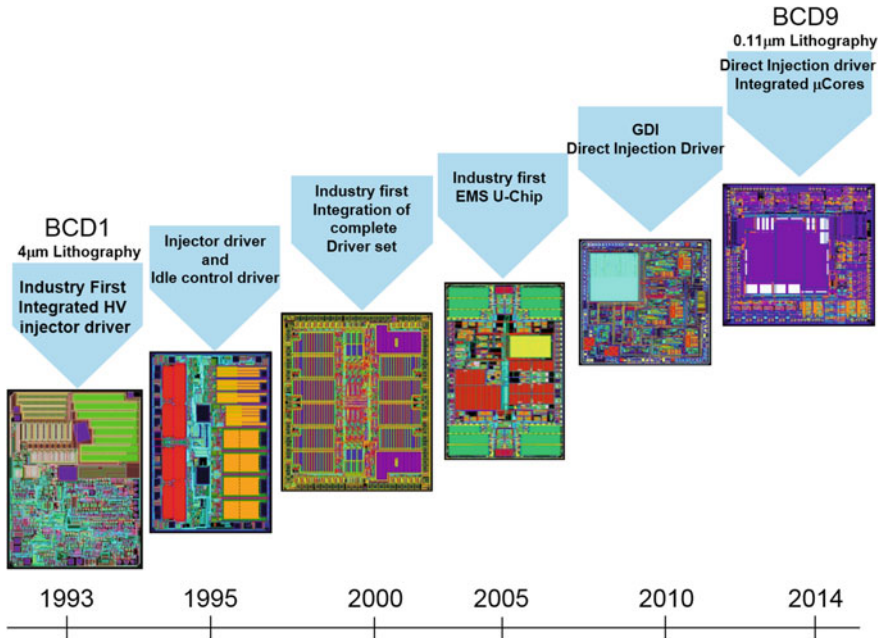 BCD1
4μm Lithography
Industry First
Integrated HV
injector driver
Injector driver
and
Idle control driver
Industry first
Integration of
complete
Driver set
Industry first
EMS U-Chip
GDI
Direct Injection Driver
BCD9
0.11μm Lithography
Direct Injection driver
Integrated μCores
1993
1995
2000
2005
2010
2014